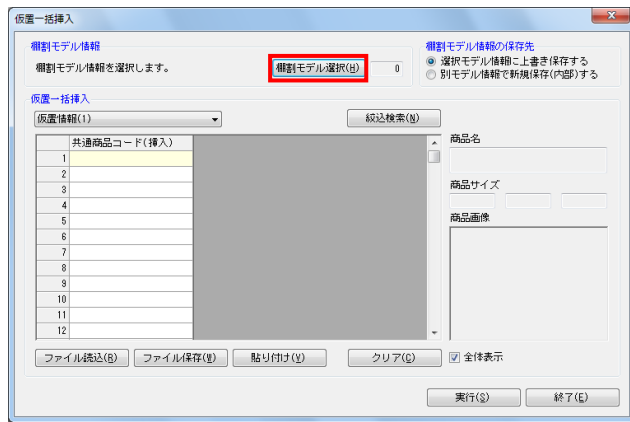 仮置一括挿入
棚割モデル情報
棚割モデル情報を選択します。
棚割モデル選択(H)
0
棚割モデル情報の保存先
選択モデル情報に上書き保存する
別モデル情報で新規保存(内部)する
仮置一括挿入
仮置情報(1)
絞込検索(N)
共通商品コード(挿入)
1
2
3
4
5
6
7
8
9
10
11
12
商品名
商品サイズ
商品画像
ファイル読込(R)
ファイル保存(W)
貼り付け(V)
クリア(C)
全体表示
実行(S)
終了(E)